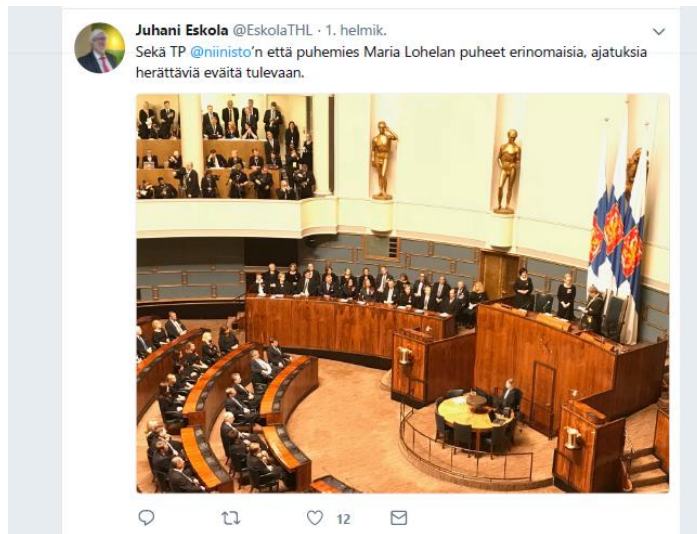 Juhani Eskola @EskolaTHL · 1. helmik.
Sekä TP @niinisto'n että puhemies Maria Lohelan puheet erinomaisia, ajatuksia
herättäviä eväitä tulevaan.
12